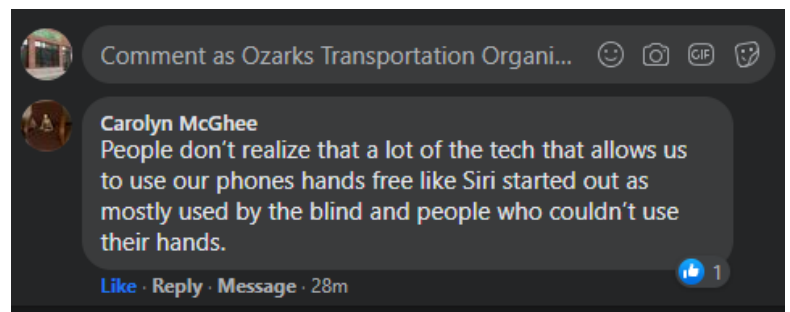 Comment as Ozarks Transportation Organi...
GIF
Carolyn McGhee
People don't realize that a lot of the tech that allows us
to use our phones hands free like Siri started out as
mostly used by the blind and people who couldn't use
their hands.
1
Like · Reply · Message · 28m